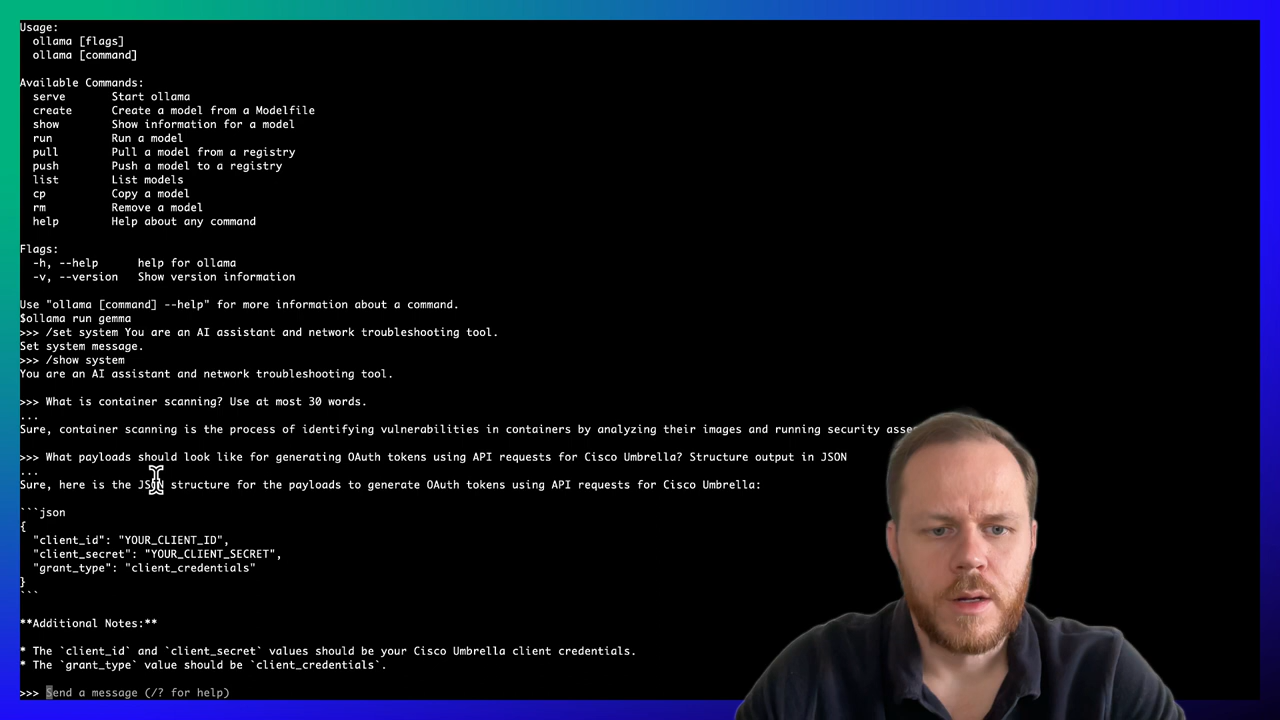 Usage:
ollama [flags]
ollama [command]
Available Commands:
serve Start ollama
create Create a model from a Modelfile
show Show information for a model
run Run a model
pull Pull a model from a registry
push Push a model to a registry
list List models
cp Copy a model
rm Remove a model
help Help about any command
Flags:
-h, --help help for ollama
-v, --version Show version information
Use "ollama [command] --help" for more information about a command.
$ollama run gemma
>>> /set system You are an AI assistant and network troubleshooting tool.
Set system message.
>>> /show system
You are an AI assistant and network troubleshooting tool.
>>> What is container scanning? Use at most 30 words.
...
Sure, container scanning is the process of identifying vulnerabilities in containers by analyzing their images and running security asse
>>> What payloads should look like for generating OAuth tokens using API requests for Cisco Umbrella? Structure output in JSON
...
Sure, here is the JSON structure for the payloads to generate OAuth tokens using API requests for Cisco Umbrella:
```json
{
"client_id": "YOUR_CLIENT_ID",
"client_secret": "YOUR_CLIENT_SECRET",
"grant_type": "client_credentials"
}
```
**Additional Notes:**
* The `client_id` and `client_secret` values should be your Cisco Umbrella client credentials.
* The `grant_type` value should be `client_credentials`.
>>> Send a message (/? for help)